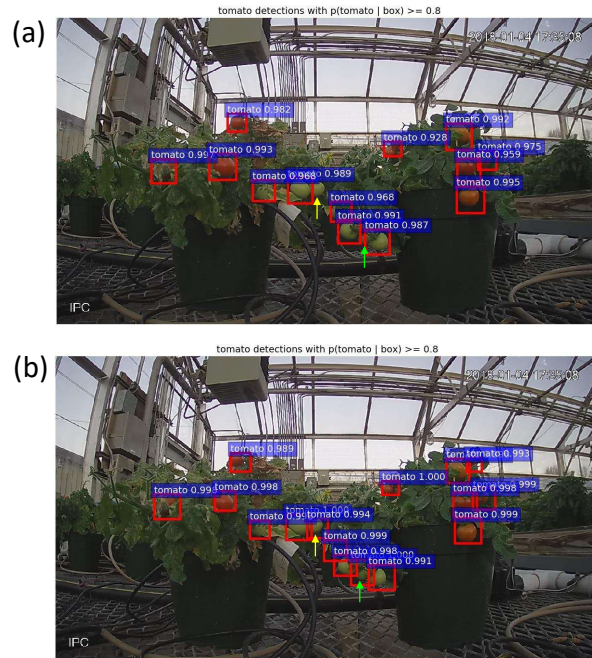 (a)
tomato detections with p(tomato | box) >= 0.8
tomato 0.982
tomato 0.992
tomato 0.928
tomato 0.993
tomato 0.975
tomato 0.959
tomato
tomato 0.989
tomato 0.968
tomato 0.995
tomato 0.968
tomato 0.991
tomato 0.987
IPC
(b)
tomato detections with p(tomato | box) >= 0.8
tomato 0.989
tomato 0.993
tomato 1.000
tomato
tomato 0.998
tomato 0.998
tomato 0.994
tomato 0.999
tomato 0.999
tomato 0.998
tomato 0.991
IPC